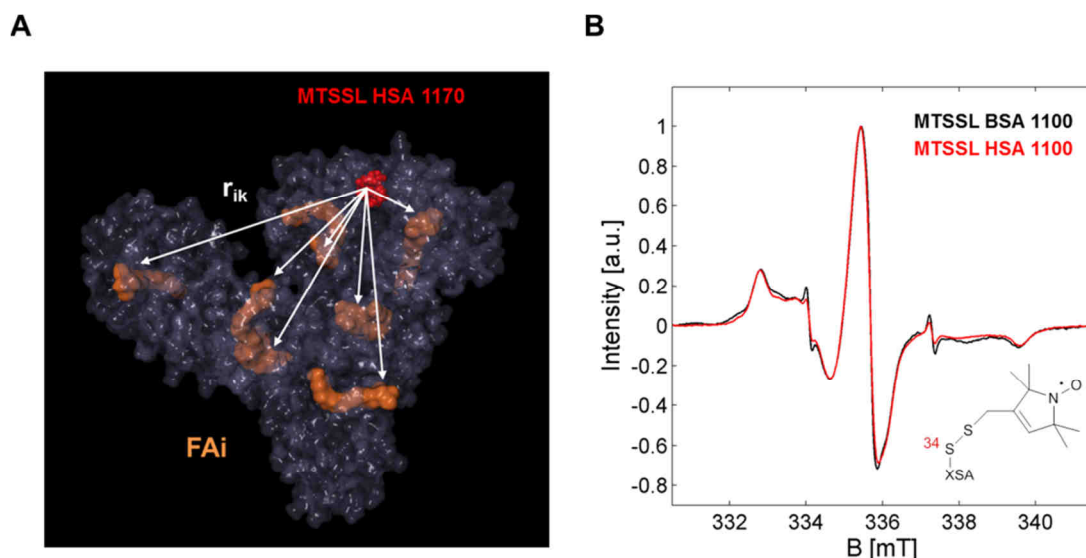 A
B
MTSSL HSA 1170
r_ik
FAi
MTSSL BSA 1100
MTSSL HSA 1100
Intensity [a.u.]
1
0.8
0.6
0.4
0.2
0
-0.2
-0.4
-0.6
-0.8
332
334
336
338
340
B [mT]
N
•
O
S
S
34
XSA